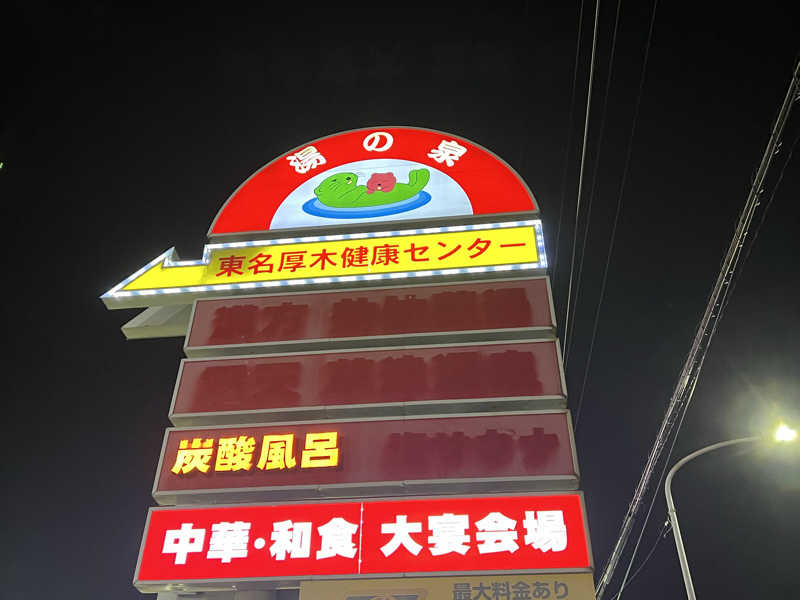 湯の泉
東名厚木健康センター
炭酸風呂
中華・和食 大宴会場
最大料金あり